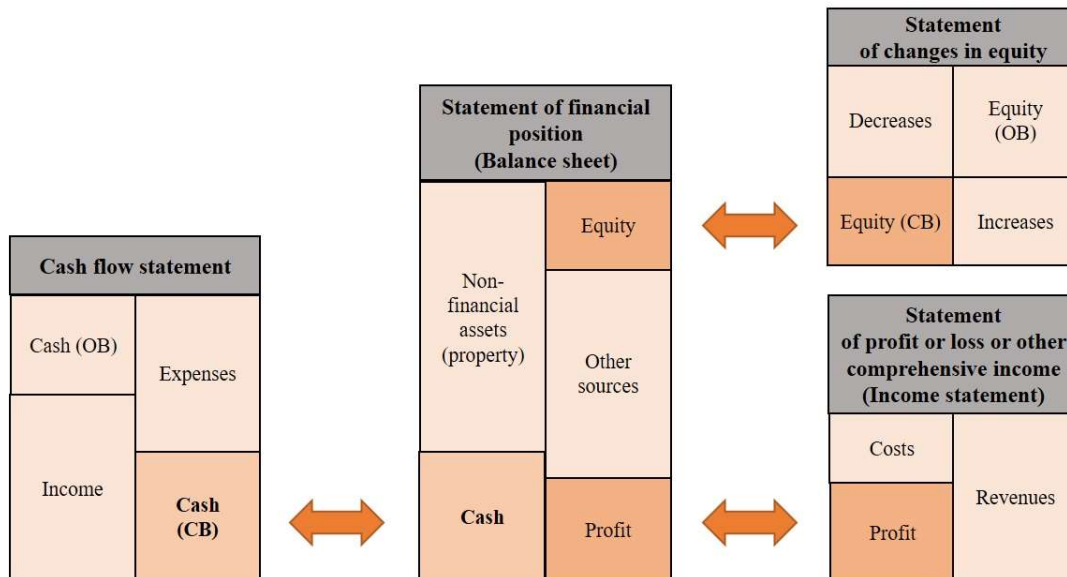 Cash flow statement
Cash (OB)
Expenses
Income
Cash
(CB)
Statement of financial
position
(Balance sheet)
Non-
financial
assets
(property)
Equity
Other
sources
Cash
Profit
Statement
of changes in equity
Decreases
Equity
(OB)
Equity (CB)
Increases
Statement
of profit or loss or other
comprehensive income
(Income statement)
Costs
Revenues
Profit